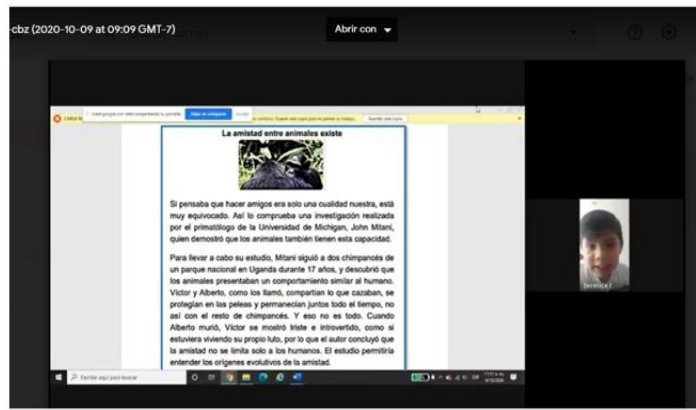 -cbz (2020-10-09 at 09:09 GMT-7)
Abrir con
La amistad entre animales existe
Si pensaba que hacer amigos era solo una cualidad nuestra, está
muy equivocado. Así lo comprueba una investigación realizada
por el primatólogo de la Universidad de Michigan, John Mitani,
quien demostró que los animales también tienen esta capacidad.
Para llevar a cabo su estudio, Mitani siguió a dos chimpancés de
un parque nacional en Uganda durante 17 años, y descubrió que
los animales presentaban un comportamiento similar al humano.
Víctor y Alberto, como los llamó, compartían lo que cazaban, se
protegían en las peleas y permanecían juntos todo el tiempo, no
así con el resto de chimpancés. Y eso no es todo. Cuando
Alberto murió, Víctor se mostró triste e introvertido, como si
estuviera viviendo su propio luto, por lo que el autor concluyó que
la amistad no se limita solo a los humanos. El estudio permitiría
entender los orígenes evolutivos de la amistad.
Escribe aquí para buscar